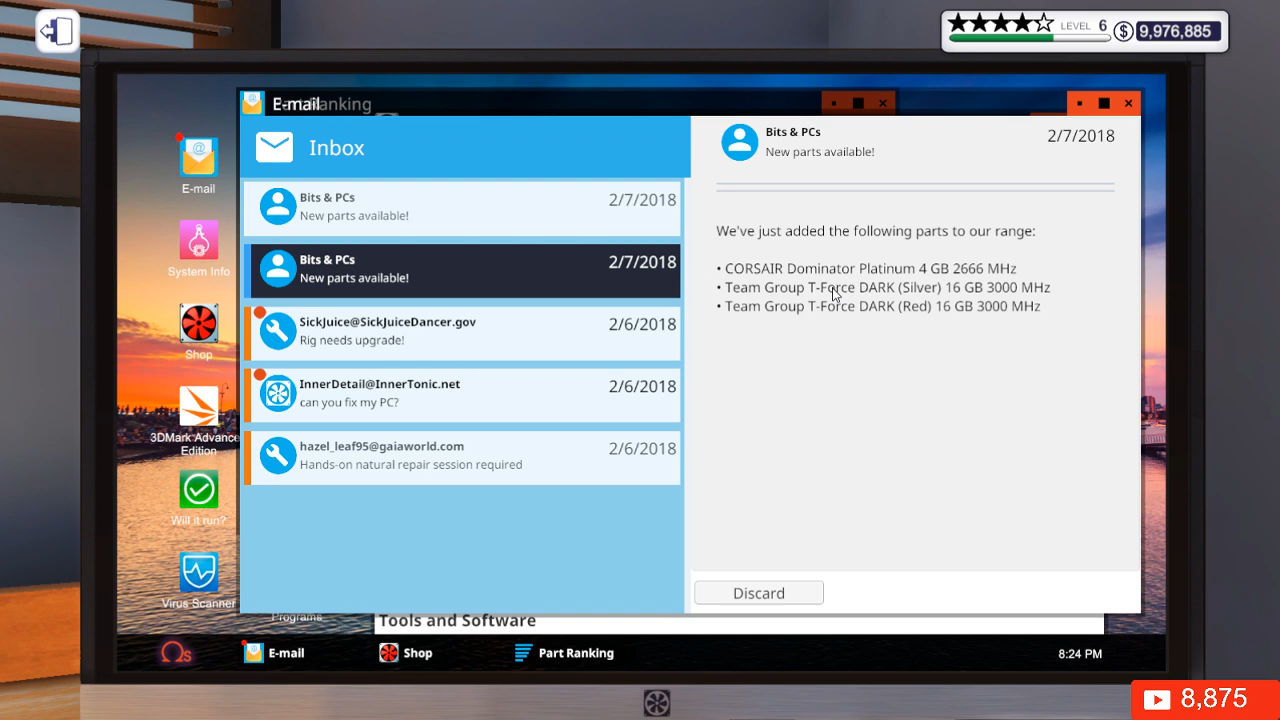 LEVEL 6
$ 9,976,885
E-mail
Ranking
Inbox
Bits & PCs
2/7/2018
New parts available!
Bits & PCs
2/7/2018
New parts available!
SickJuice@SickJuiceDancer.gov
2/6/2018
Rig needs upgrade!
InnerDetail@InnerTonic.net
2/6/2018
can you fix my PC?
hazel_leaf95@gaiaworld.com
2/6/2018
Hands-on natural repair session required
Bits & PCs
2/7/2018
New parts available!
We've just added the following parts to our range:
• CORSAIR Dominator Platinum 4 GB 2666 MHz
• Team Group T-Force DARK (Silver) 16 GB 3000 MHz
• Team Group T-Force DARK (Red) 16 GB 3000 MHz
Discard
E-mail
System Info
Shop
3DMark Advance
Edition
Will it run?
Virus Scanner
Programs
Tools and Software
Ωs
E-mail
Shop
Part Ranking
8:24 PM
8,875